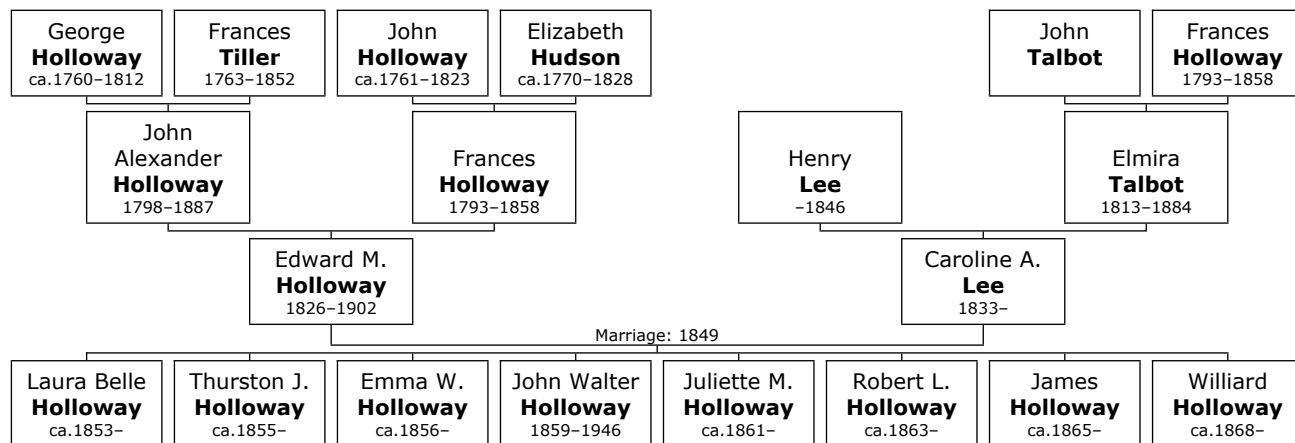 George
Holloway
ca.1760–1812
Frances
Tiller
1763–1852
John
Holloway
ca.1761–1823
Elizabeth
Hudson
ca.1770–1828
John
Talbot
Frances
Holloway
1793–1858
John
Alexander
Holloway
1798–1887
Frances
Holloway
1793–1858
Henry
Lee
–1846
Elmira
Talbot
1813–1884
Edward M.
Holloway
1826–1902
Caroline A.
Lee
1833–
Marriage: 1849
Laura Belle
Holloway
ca.1853–
Thurston J.
Holloway
ca.1855–
Emma W.
Holloway
ca.1856–
John Walter
Holloway
1859–1946
Juliette M.
Holloway
ca.1861–
Robert L.
Holloway
ca.1863–
James
Holloway
ca.1865–
Williard
Holloway
ca.1868–